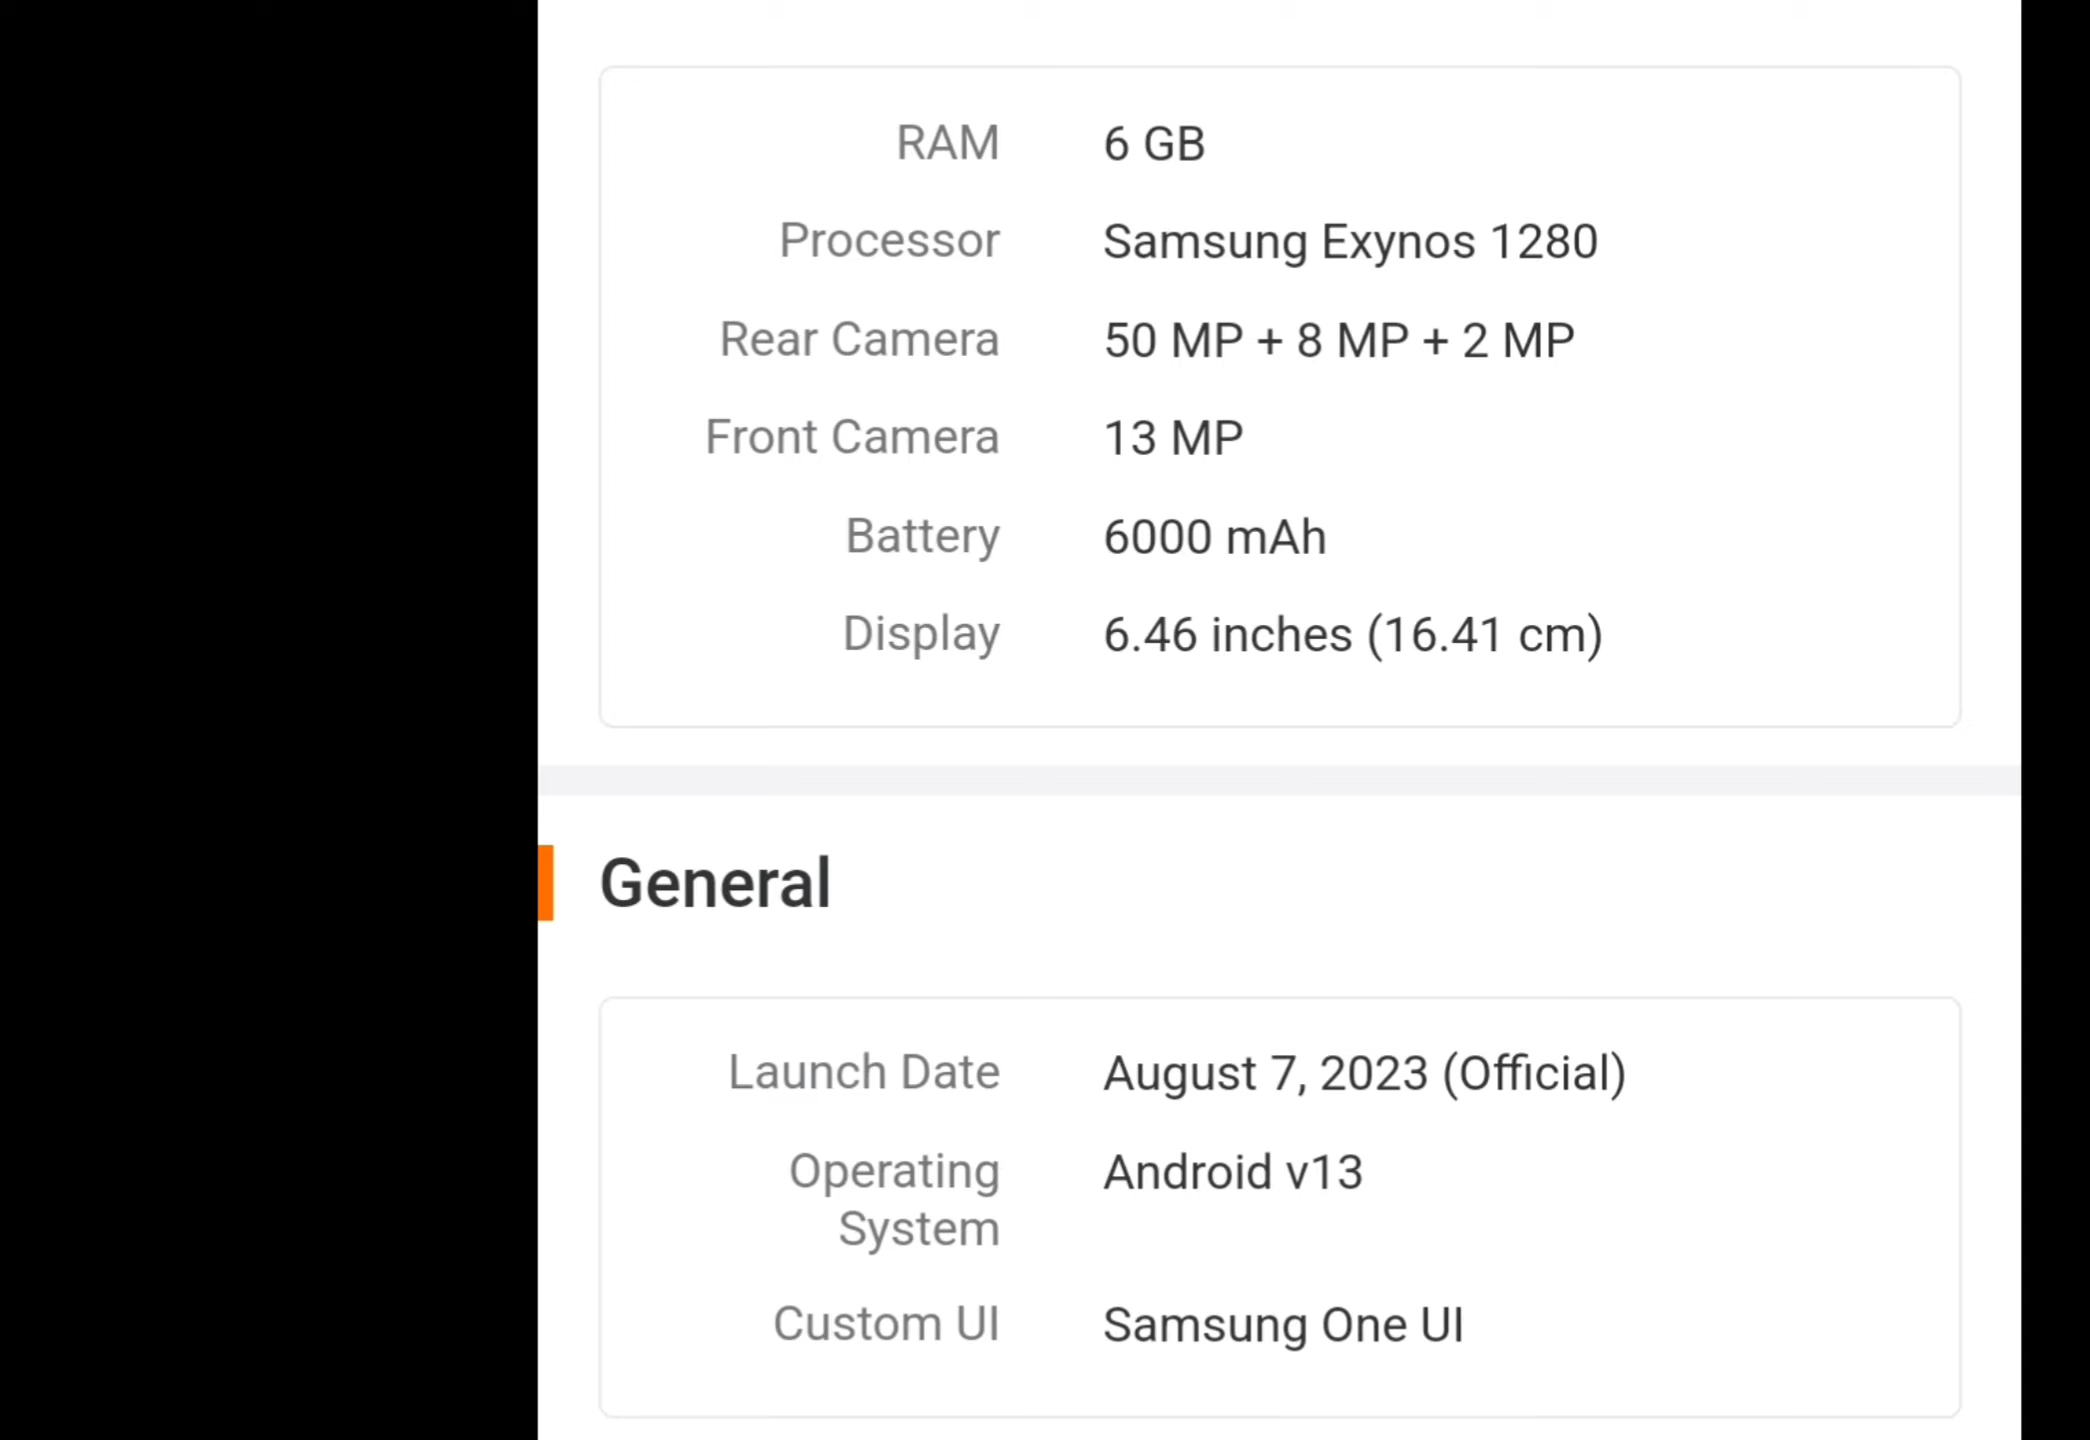 RAM 6 GB
Processor Samsung Exynos 1280
Rear Camera 50 MP + 8 MP + 2 MP
Front Camera 13 MP
Battery 6000 mAh
Display 6.46 inches (16.41 cm)
General
Launch Date August 7, 2023 (Official)
Operating Android v13
System
Custom UI Samsung One UI